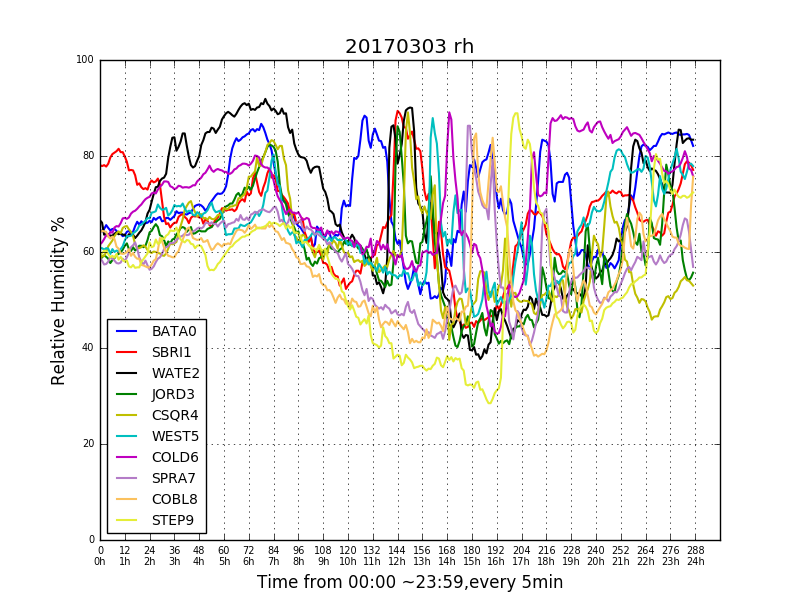 20170303 rh
Relative Humidity %
100
80
60
40
20
0
BATA0
SBRI1
WATE2
JORD3
CSQR4
WEST5
COLD6
SPRA7
COBL8
STEP9
0 12 24 36 48 60 72 84 96 108 120 132 144 156 168 180 192 204 216 228 240 252 264 276 288
0h 1h 2h 3h 4h 5h 6h 7h 8h 9h 10h 11h 12h 13h 14h 15h 16h 17h 18h 19h 20h 21h 22h 23h 24h
Time from 00:00 ~23:59,every 5min